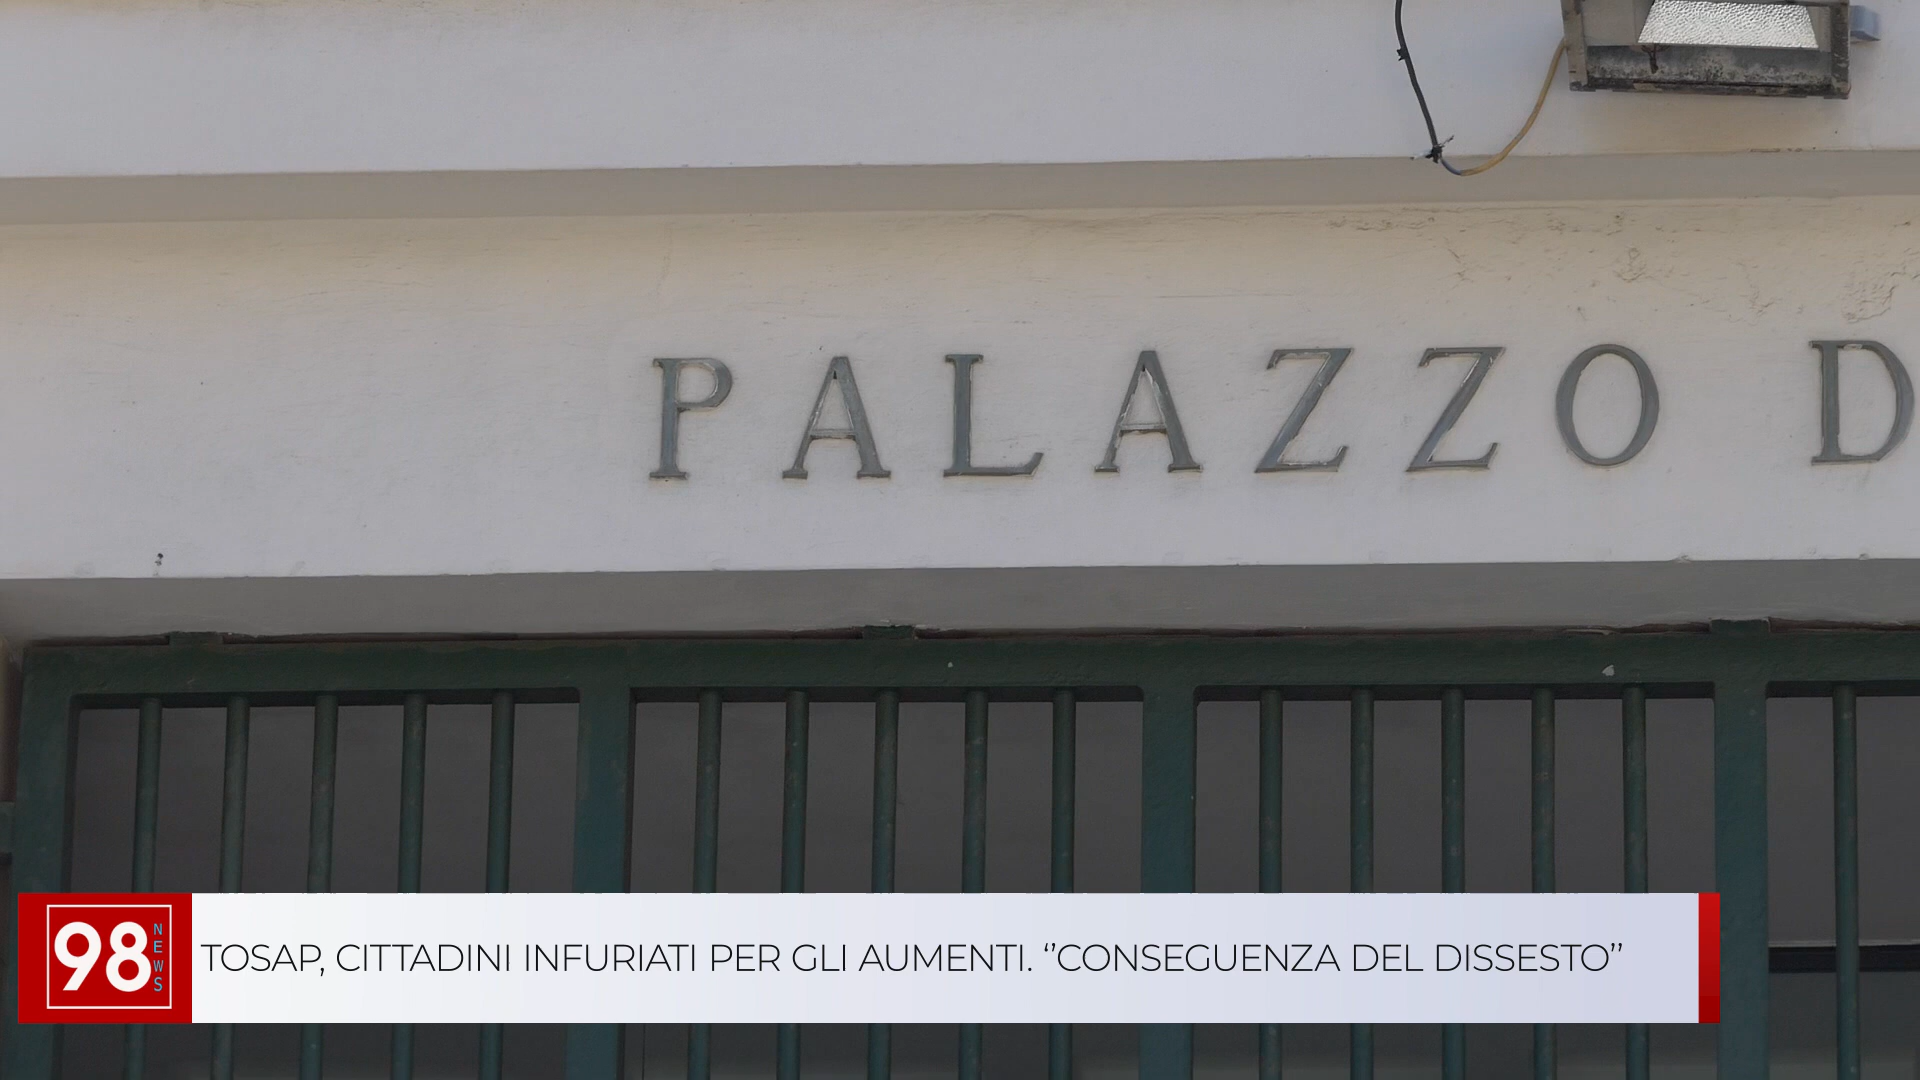 PALAZZO D
98
NEWS
TOSAP, CITTADINI INFURIATI PER GLI AUMENTI. ‘’CONSEGUENZA DEL DISSESTO’’